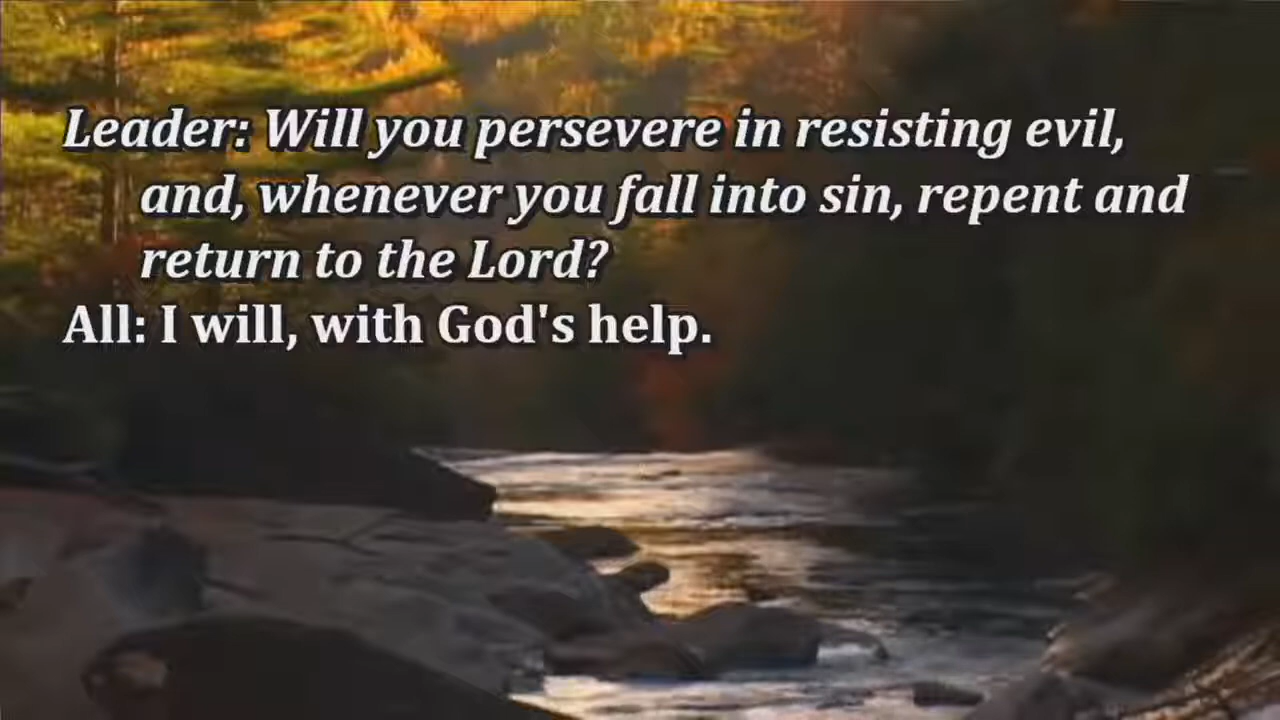 Leader: Will you persevere in resisting evil,
and, whenever you fall into sin, repent and
return to the Lord?
All: I will, with God's help.